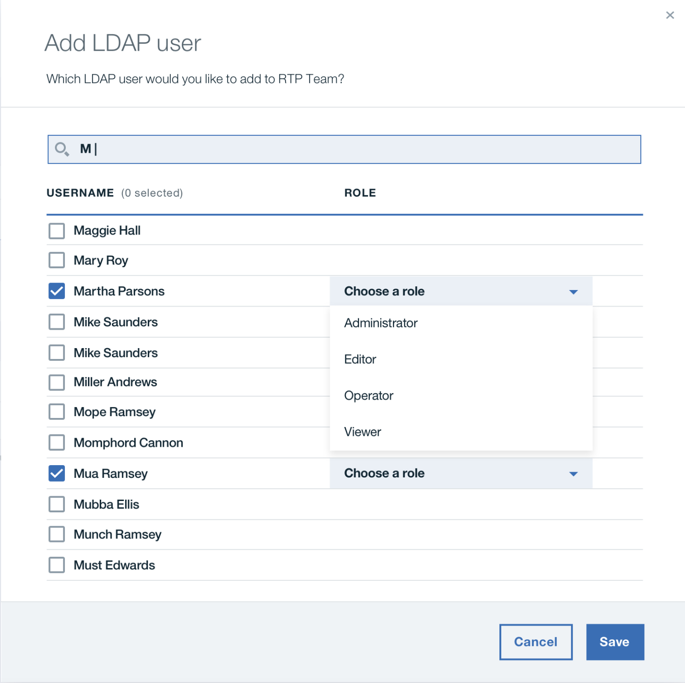 ×
Add LDAP user
Which LDAP user would you like to add to RTP Team?
M |
USERNAME (0 selected) ROLE
Maggie Hall
Mary Roy
Martha Parsons Choose a role
Administrator
Mike Saunders
Mike Saunders
Editor
Miller Andrews
Operator
Mope Ramsey
Viewer
Momphord Cannon
Mua Ramsey Choose a role
Mubba Ellis
Munch Ramsey
Must Edwards
Cancel Save